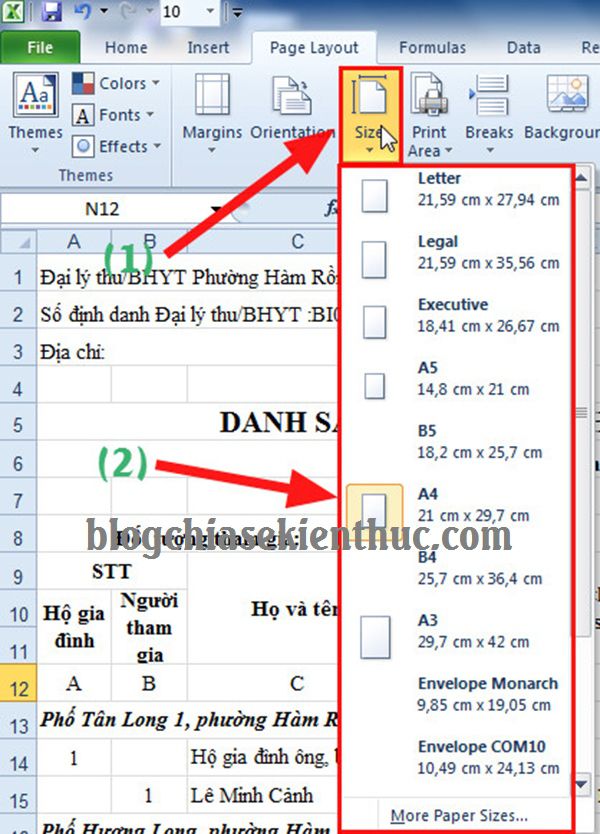 10
File Home Insert Page Layout Formulas Data Re
Colors
Fonts
Effects
Themes Margins Orientation Size Print Area Breaks Backgroun
Themes
N12
A B C
(1)
1 Đại lý thu/BHYT Phường Hàm Rồn
2 Số định danh Đại lý thu/BHYT :BI0
3 Địa chỉ:
4
5 DANH SÁ
6
(2)
7
8 Đối tượng tham gia:
blogchiasekienthuc.com
9 STT
10 Hộ gia đình Người tham gia Họ và tên
11
12 A B C
13 Phố Tân Long 1, phường Hàm R
14 1 Hộ gia đình ông, b
15 1 Lê Minh Cảnh
Phố Hương Long, phường Hàm
Letter
21,59 cm x 27,94 cm
Legal
21,59 cm x 35,56 cm
Executive
18,41 cm x 26,67 cm
A5
14,8 cm x 21 cm
B5
18,2 cm x 25,7 cm
A4
21 cm x 29,7 cm
B4
25,7 cm x 36,4 cm
A3
29,7 cm x 42 cm
Envelope Monarch
9,85 cm x 19,05 cm
Envelope COM10
10,49 cm x 24,13 cm
More Paper Sizes...